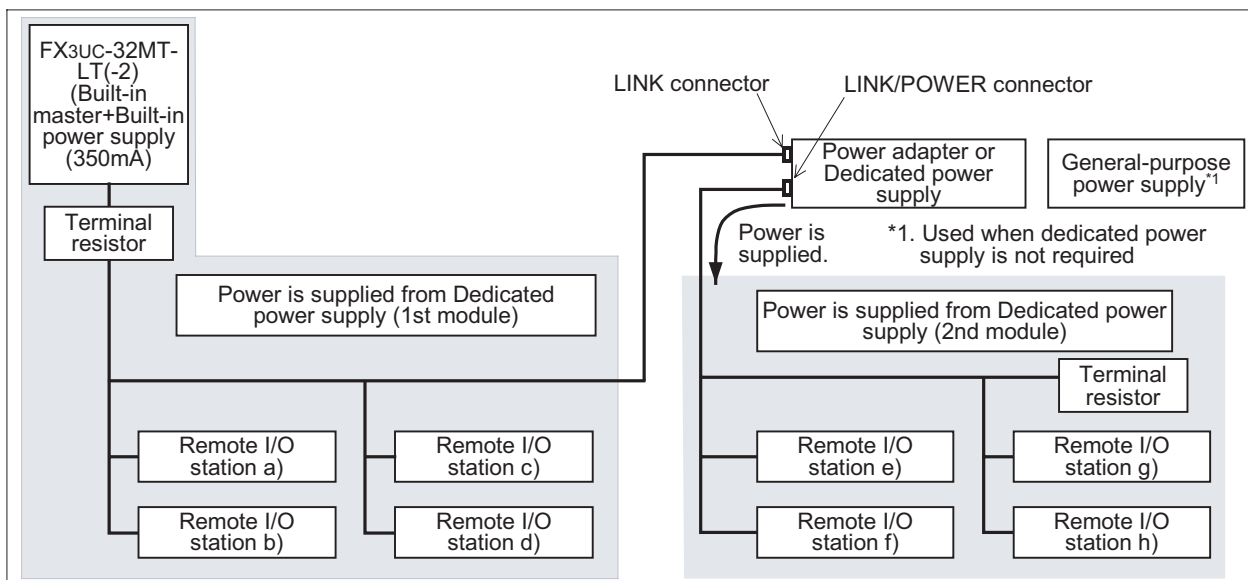 FX3UC-32MT-
LT(-2)
(Built-in
master+Built-in
power supply
(350mA)
Terminal
resistor
LINK connector
LINK/POWER connector
Power adapter or
Dedicated power
supply
General-purpose
power supply*1
Power is
supplied.
*1. Used when dedicated power
supply is not required
Power is supplied from Dedicated
power supply (1st module)
Power is supplied from Dedicated power
supply (2nd module)
Terminal
resistor
Remote I/O
station a)
Remote I/O
station c)
Remote I/O
station e)
Remote I/O
station g)
Remote I/O
station b)
Remote I/O
station d)
Remote I/O
station f)
Remote I/O
station h)